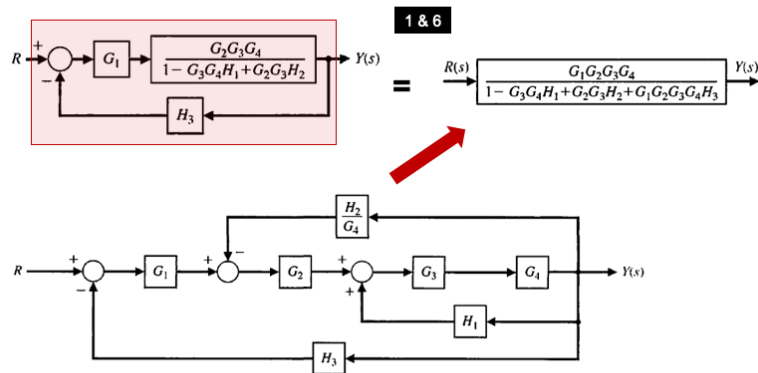 1 & 6
R + − G₁ G₂G₃G₄ Y(s)
1 − G₃G₄H₁+G₂G₃H₂
H₃
=
R(s) G₁G₂G₃G₄ Y(s)
1 − G₃G₄H₁+G₂G₃H₂+G₁G₂G₃G₄H₃
H₂
G₄
R + − G₁ + − G₂ + + G₃ G₄ Y(s)
H₁
H₃